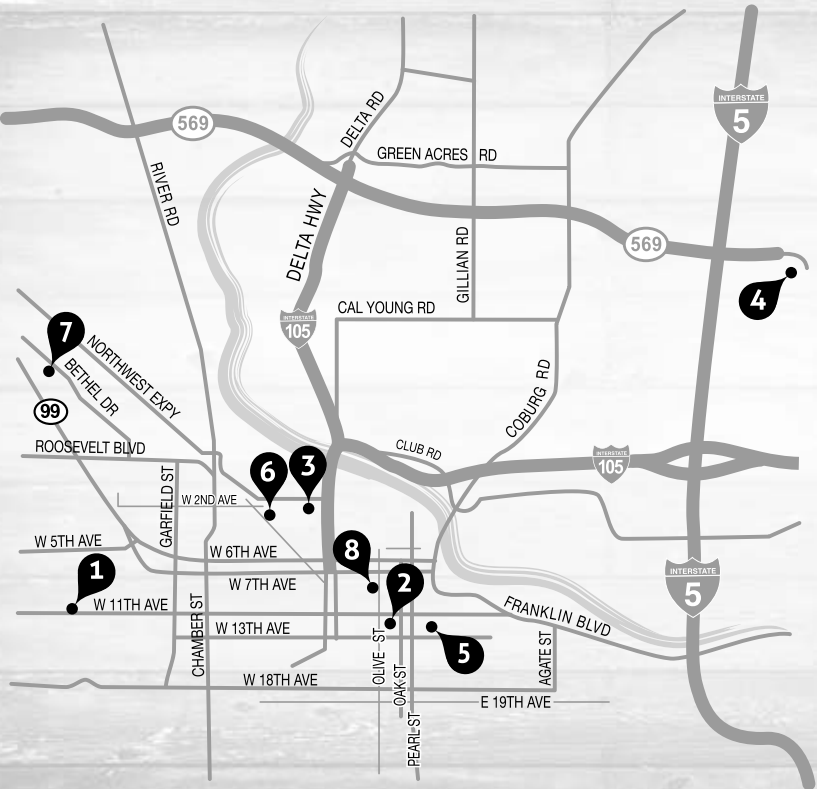 INTERSTATE
5
569
DELTA RD
GREEN ACRES RD
RIVER RD
DELTA HWY
GILLIAN RD
569
4
INTERSTATE
105
CAL YOUNG RD
7
NORTHWEST EXPY
BETHEL DR
99
COBURG RD
ROOSEVELT BLVD
CLUB RD
INTERSTATE
105
6
3
GARFIELD ST
W 2ND AVE
W 5TH AVE
W 6TH AVE
8
INTERSTATE
5
1
W 7TH AVE
2
W 11TH AVE
CHAMBER ST
W 13TH AVE
FRANKLIN BLVD
5
OLIVE ST
OAK ST
AGATE ST
W 18TH AVE
E 19TH AVE
PEARL ST